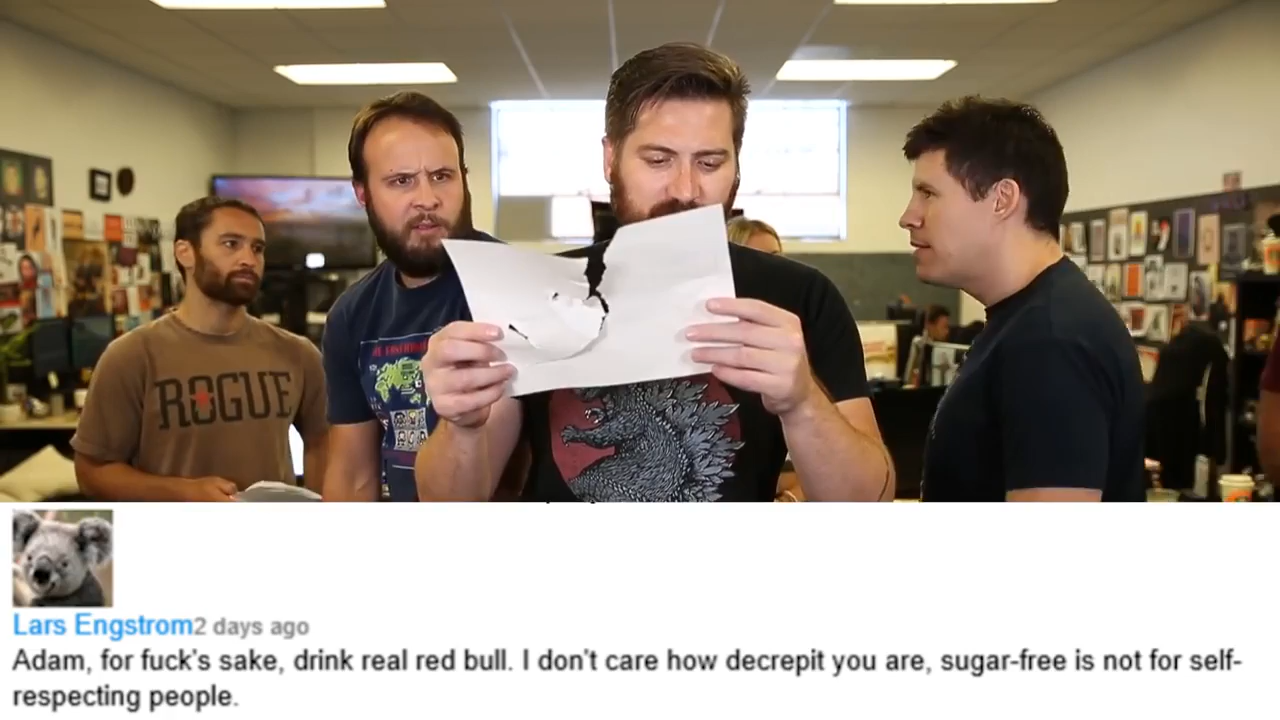 ROGUE
Lars Engstrom2 days ago
Adam, for fuck's sake, drink real red bull. I don't care how decrepit you are, sugar-free is not for self-
respecting people.